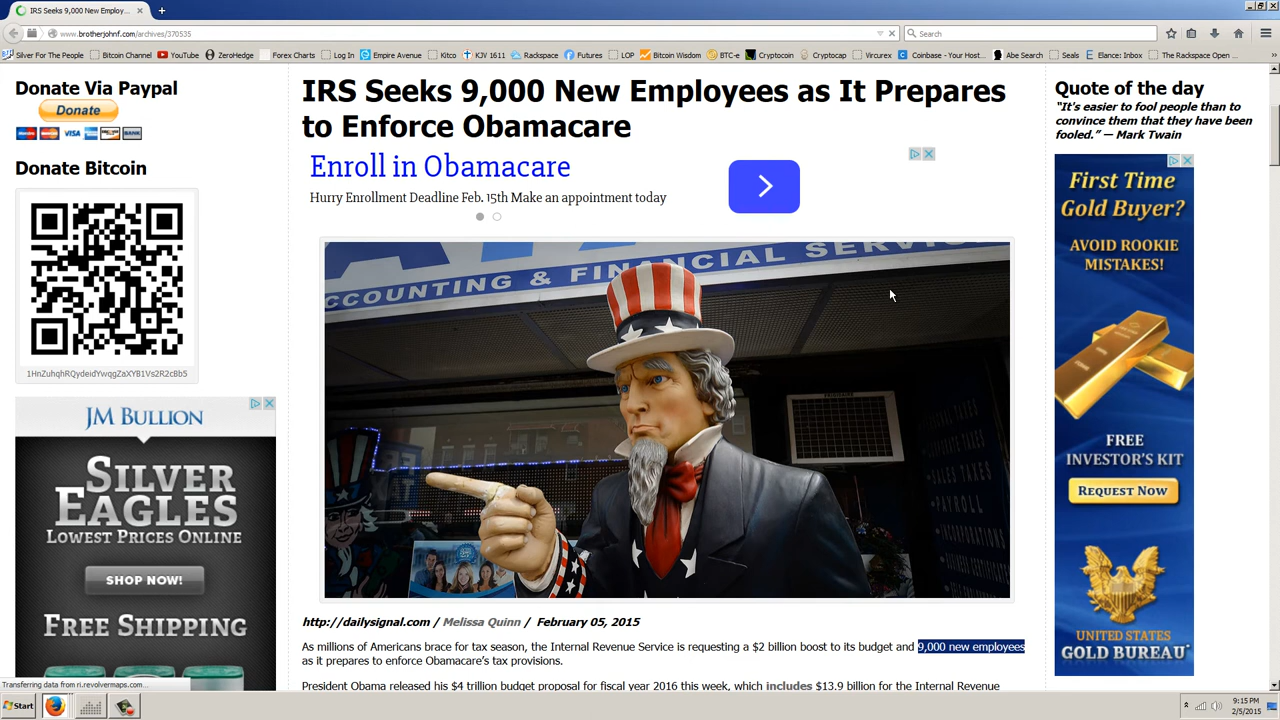 IRS Seeks 9,000 New Employ...
www.brotherjohnf.com/archives/370535
Search
Silver For The People
Bitcoin Channel
YouTube
ZeroHedge
Forex Charts
Log In
Empire Avenue
Kitco
KJV 1611
Cycles
Rackspace
Futures
LOP
Bitcoin Wisdom
BTC-e
Cryptocoin
Cryptocap
Vircurex
Coinbase - Your Host...
Abe Search
Seals
Elance: Inbox
The Rackspace Open ...
Donate Via Paypal
Donate
VISA
BANK
Donate Bitcoin
1HnZuhqhRQydeidYwqgZaXYB1Vs2R2cBb5
JM BULLION
SILVER
EAGLES
LOWEST PRICES ONLINE
SHOP NOW!
FREE SHIPPING
IRS Seeks 9,000 New Employees as It Prepares
to Enforce Obamacare
Enroll in Obamacare
Hurry Enrollment Deadline Feb. 15th Make an appointment today
CCOUNTING & FINANCIAL SERVIC
PAYROLL
http://dailysignal.com / Melissa Quinn / February 05, 2015
As millions of Americans brace for tax season, the Internal Revenue Service is requesting a $2 billion boost to its budget and 9,000 new employees
as it prepares to enforce Obamacare's tax provisions.
President Obama released his $4 trillion budget proposal for fiscal year 2016 this week, which includes $13.9 billion for the Internal Revenue
Quote of the day
"It's easier to fool people than to
convince them that they have been
fooled." — Mark Twain
First Time
Gold Buyer?
AVOID ROOKIE
MISTAKES!
FREE
INVESTOR'S KIT
REQUEST NOW
UNITED STATES
GOLD BUREAU
Transferring data from ri.revolvermaps.com...
Start
9:15 PM
2/5/2015